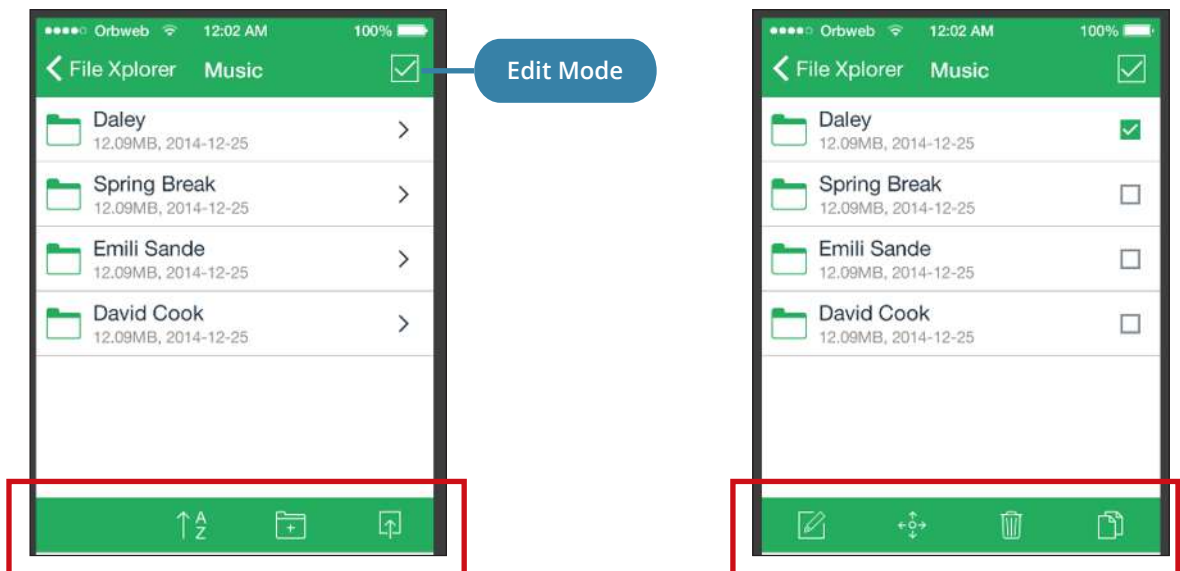 Orbweb 12:02 AM 100%
File Xplorer Music
Edit Mode
Daley
12.09MB, 2014-12-25
Spring Break
12.09MB, 2014-12-25
Emili Sande
12.09MB, 2014-12-25
David Cook
12.09MB, 2014-12-25
A
Z
Orbweb 12:02 AM 100%
File Xplorer Music
Daley
12.09MB, 2014-12-25
Spring Break
12.09MB, 2014-12-25
Emili Sande
12.09MB, 2014-12-25
David Cook
12.09MB, 2014-12-25